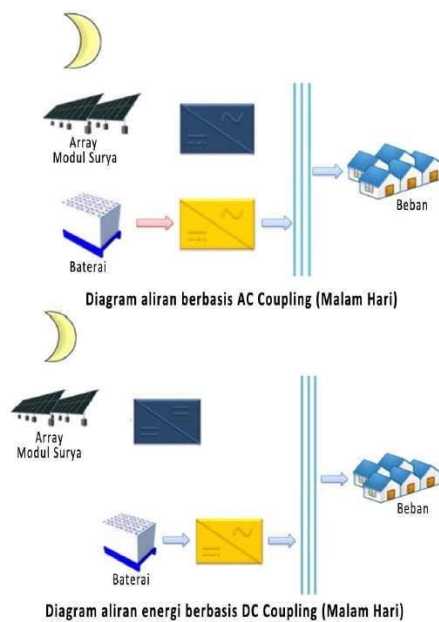 Array
Modul Surya
Beban
Baterai
Diagram aliran berbasis AC Coupling (Malam Hari)
Array
Modul Surya
Beban
Baterai
Diagram aliran energi berbasis DC Coupling (Malam Hari)